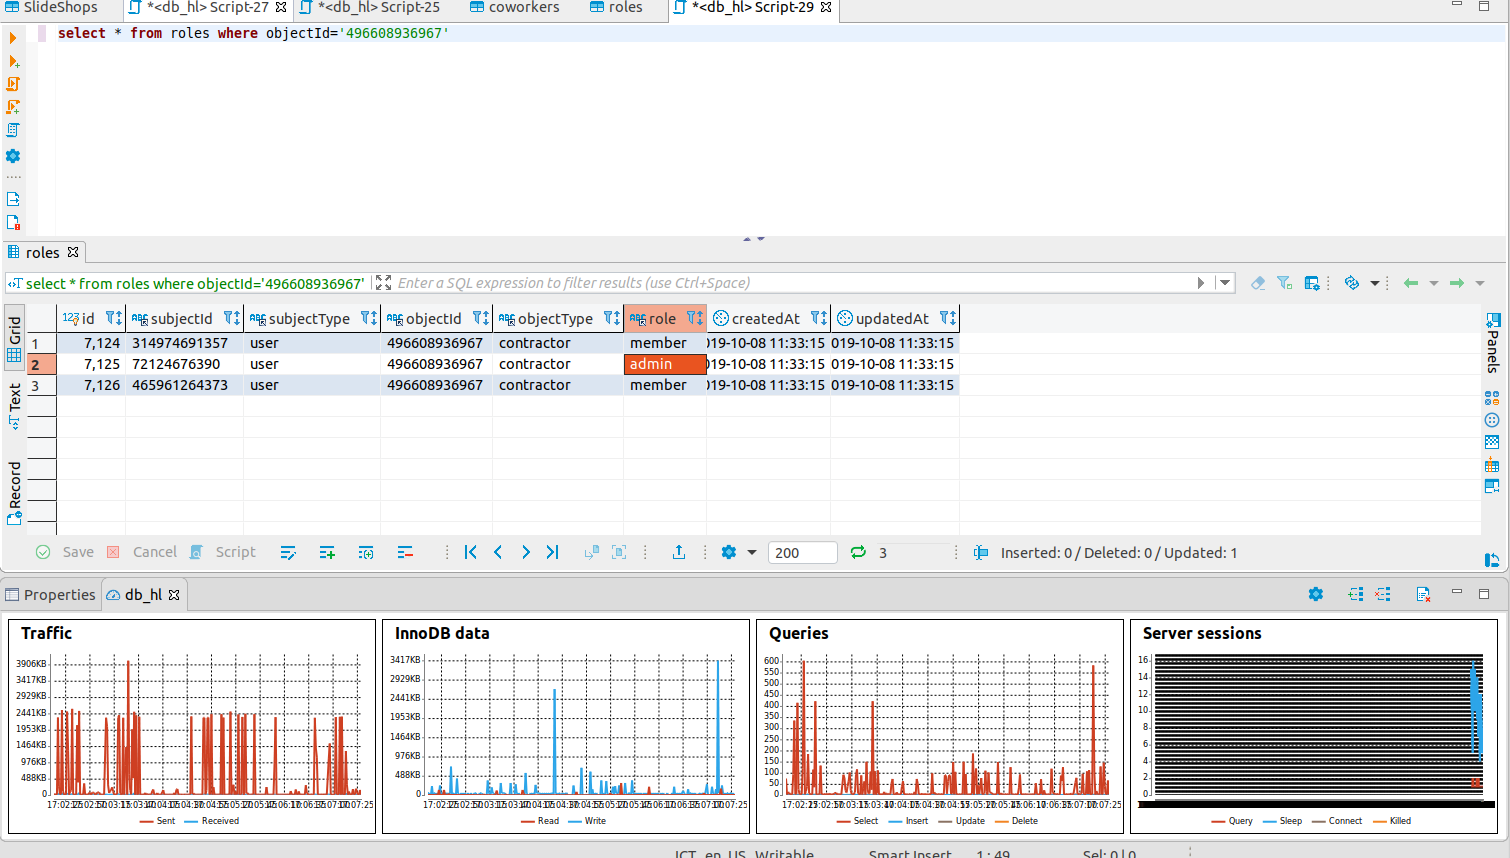 SlideShops *<db_hl> Script-27 *<db_hl> Script-25 coworkers roles *<db_hl> Script-29
select * from roles where objectId='496608936967'
roles
select * from roles where objectId='496608936967' Enter a SQL expression to filter results (use Ctrl+Space)
Grid
Text
Record
Panels
id subjectId subjectType objectId objectType role createdAt updatedAt
1 7,124 314974691357 user 496608936967 contractor member 019-10-08 11:33:15 019-10-08 11:33:15
2 7,125 72124676390 user 496608936967 contractor admin 019-10-08 11:33:15 019-10-08 11:33:15
3 7,126 465961264373 user 496608936967 contractor member 019-10-08 11:33:15 019-10-08 11:33:15
Save Cancel Script 200 3 Inserted: 0 / Deleted: 0 / Updated: 1
Properties db_hl
Traffic
3906KB
3417KB
2929KB
2441KB
1953KB
1464KB
976KB
488KB
0
Sent Received
InnoDB data
3417KB
2929KB
2441KB
1953KB
1464KB
976KB
488KB
0
Read Write
Queries
600
550
500
450
400
350
300
250
200
150
100
50
0
Select Insert Update Delete
Server sessions
16
14
12
10
8
6
4
2
0
Query Sleep Connect Killed
ICT en_US Writable Smart Insert 1 : 49 Sel: 0 | 0